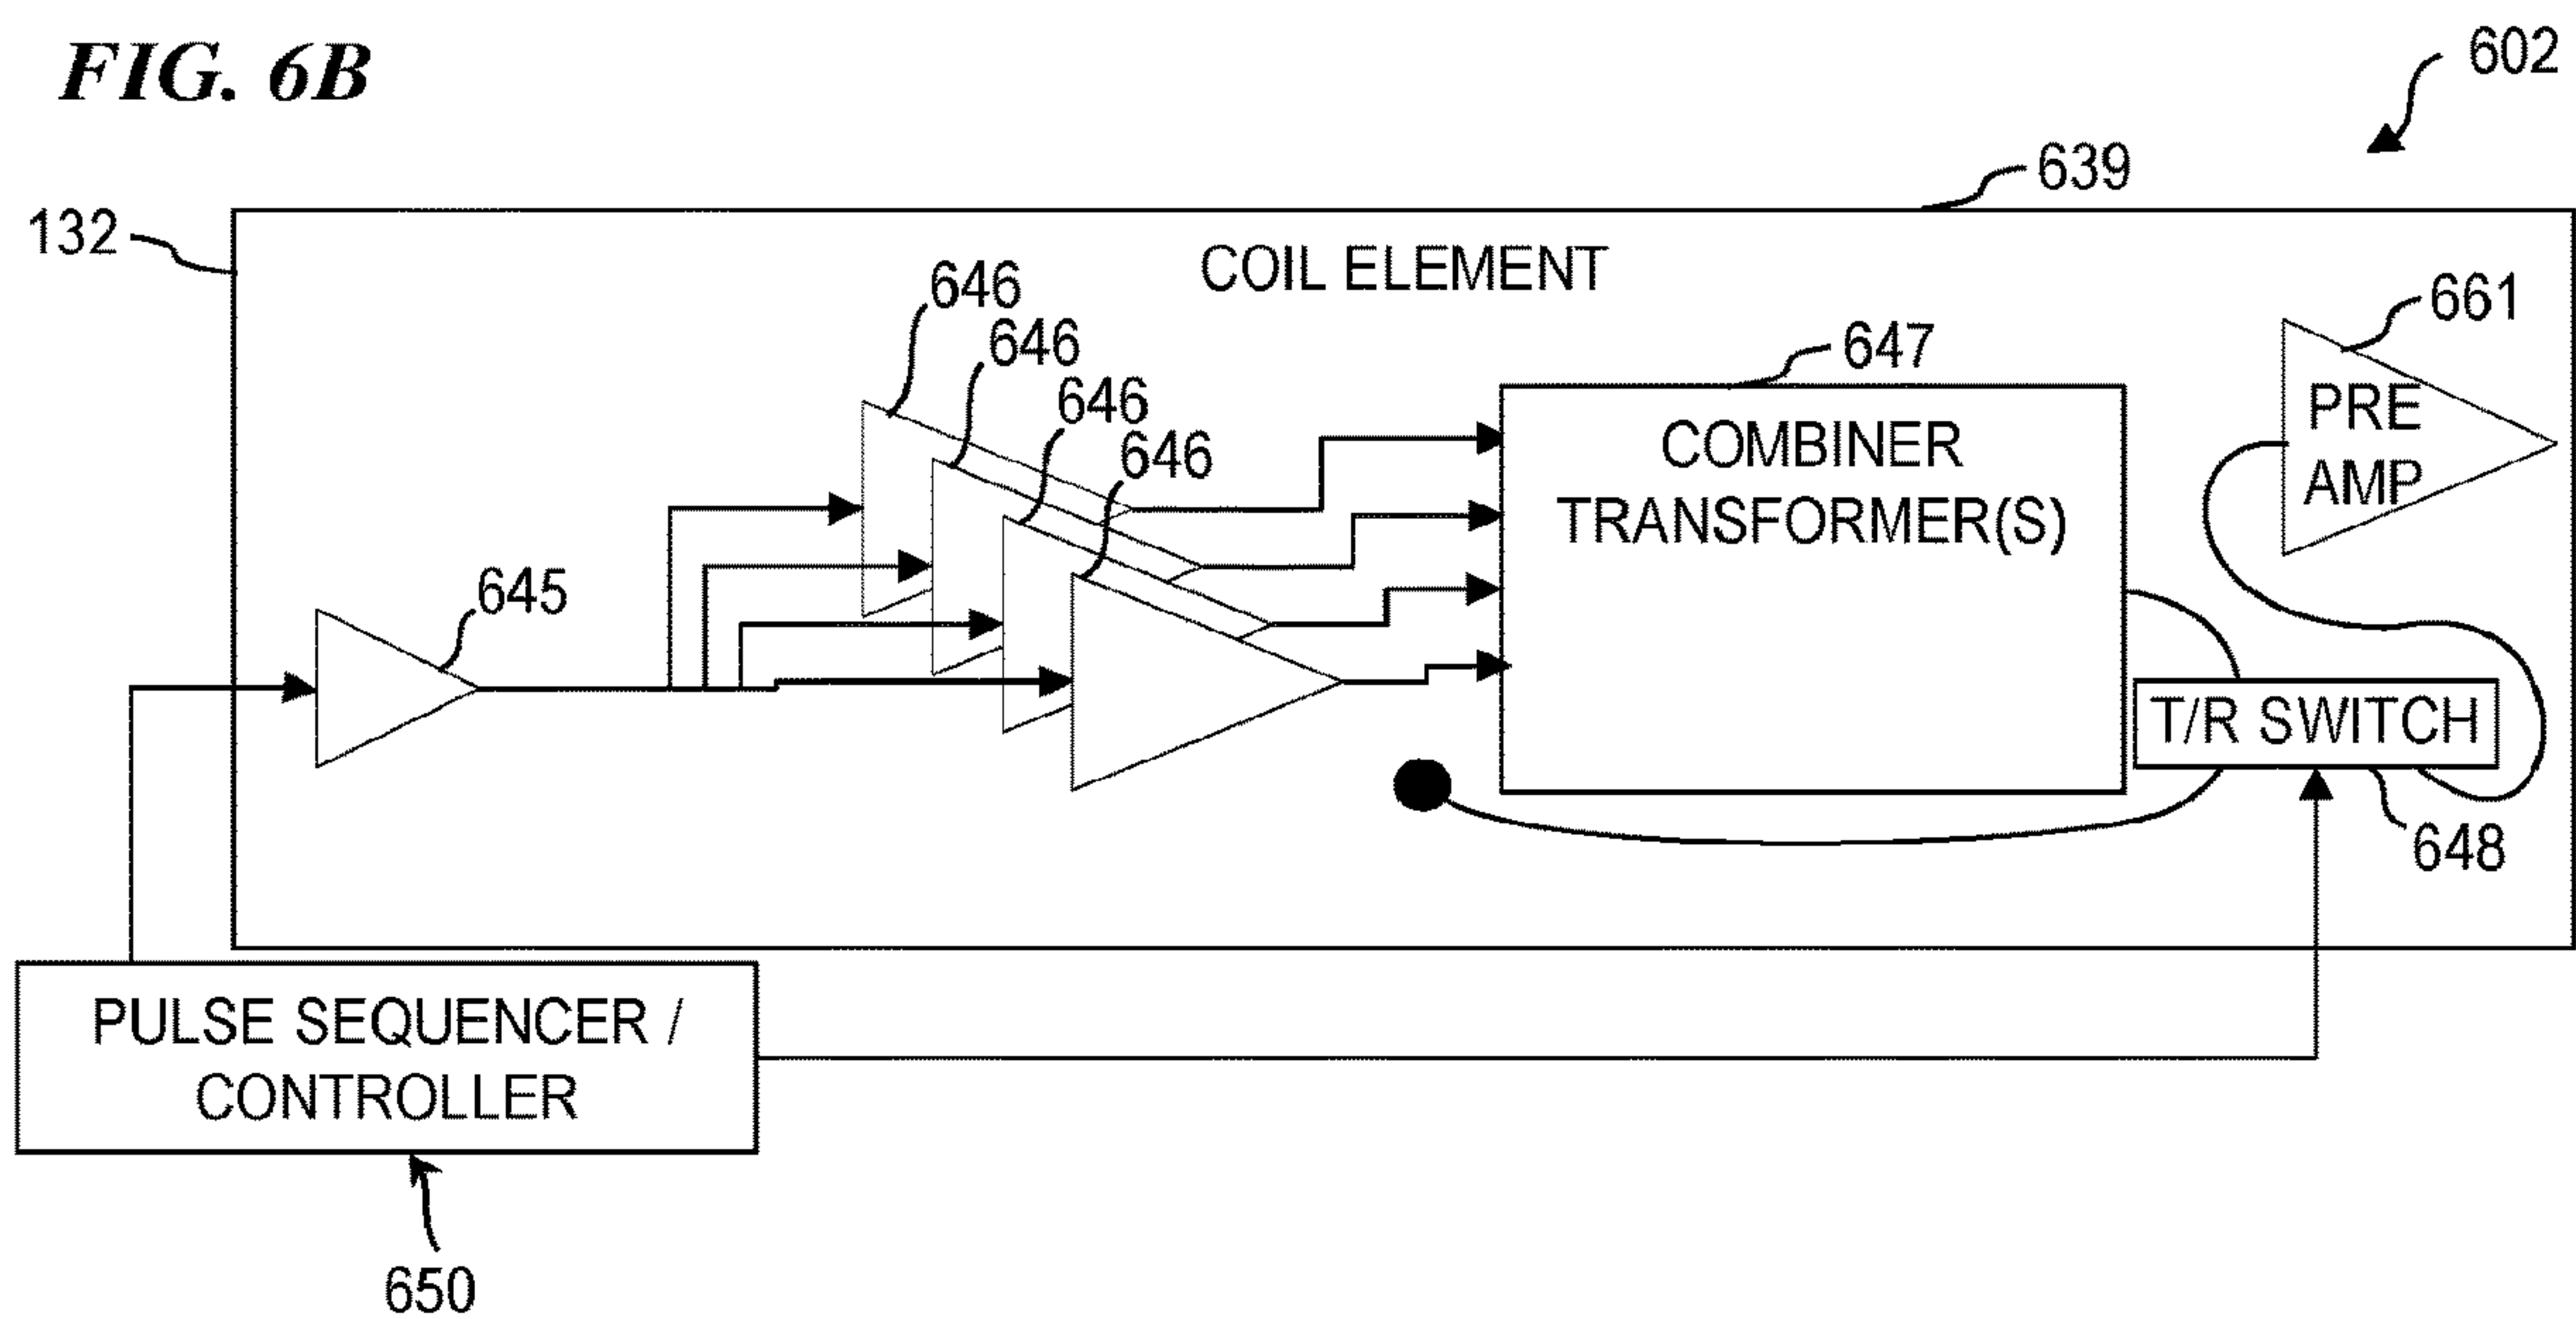 FIG. 6B
602
639
132
COIL ELEMENT
646
661
646
647
646
PRE
AMP
646
COMBINER
TRANSFORMER(S)
645
T/R SWITCH
648
PULSE SEQUENCER /
CONTROLLER
650